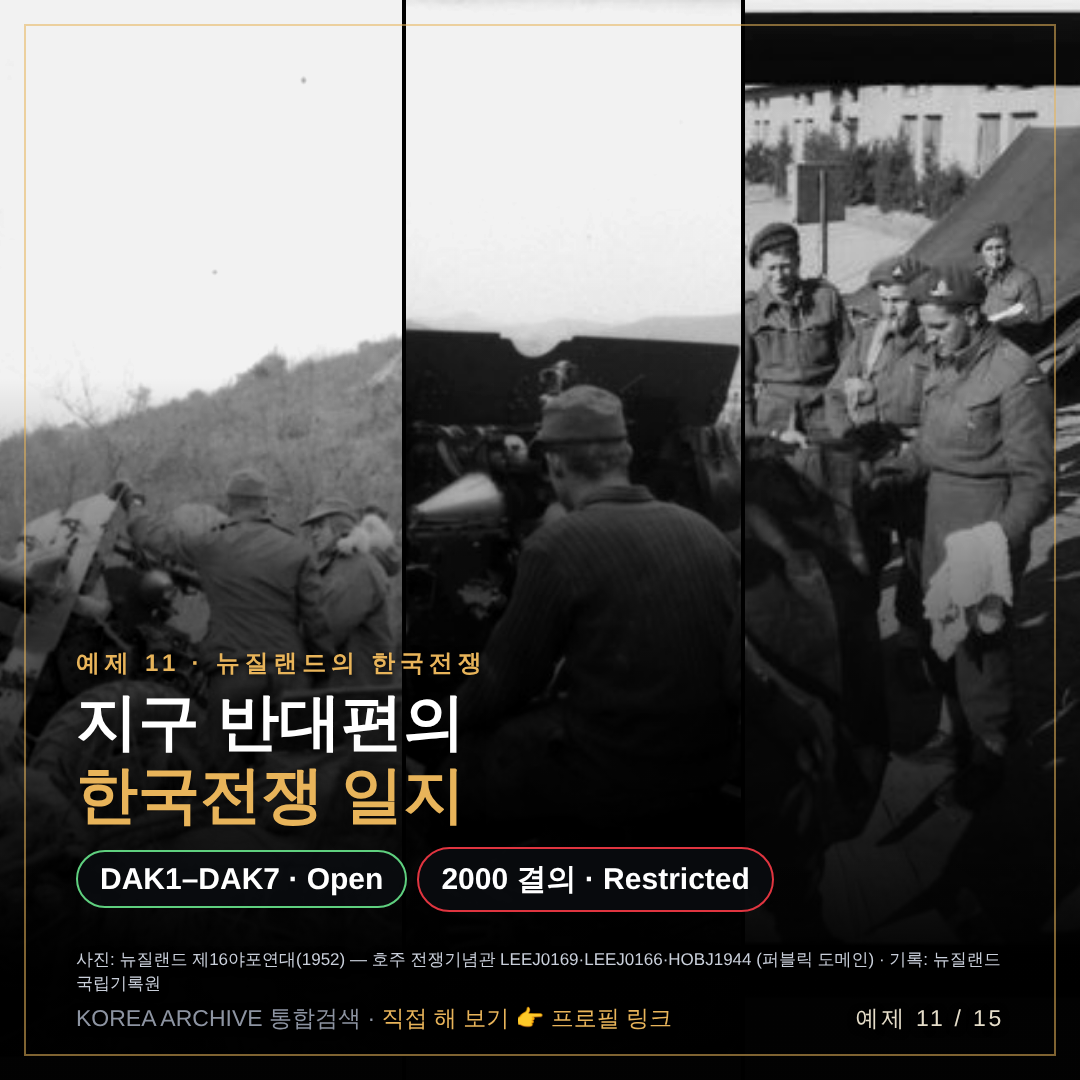 예제 11 · 뉴질랜드의 한국전쟁
지구 반대편의
한국전쟁 일지
DAK1–DAK7 · Open
2000 결의 · Restricted
사진: 뉴질랜드 제16야포연대(1952) — 호주 전쟁기념관 LEEJ0169·LEEJ0166·HOBJ1944 (퍼블릭 도메인) · 기록: 뉴질랜드
국립기록원
KOREA ARCHIVE 통합검색 · 직접 해 보기 👉 프로필 링크
예제 11 / 15